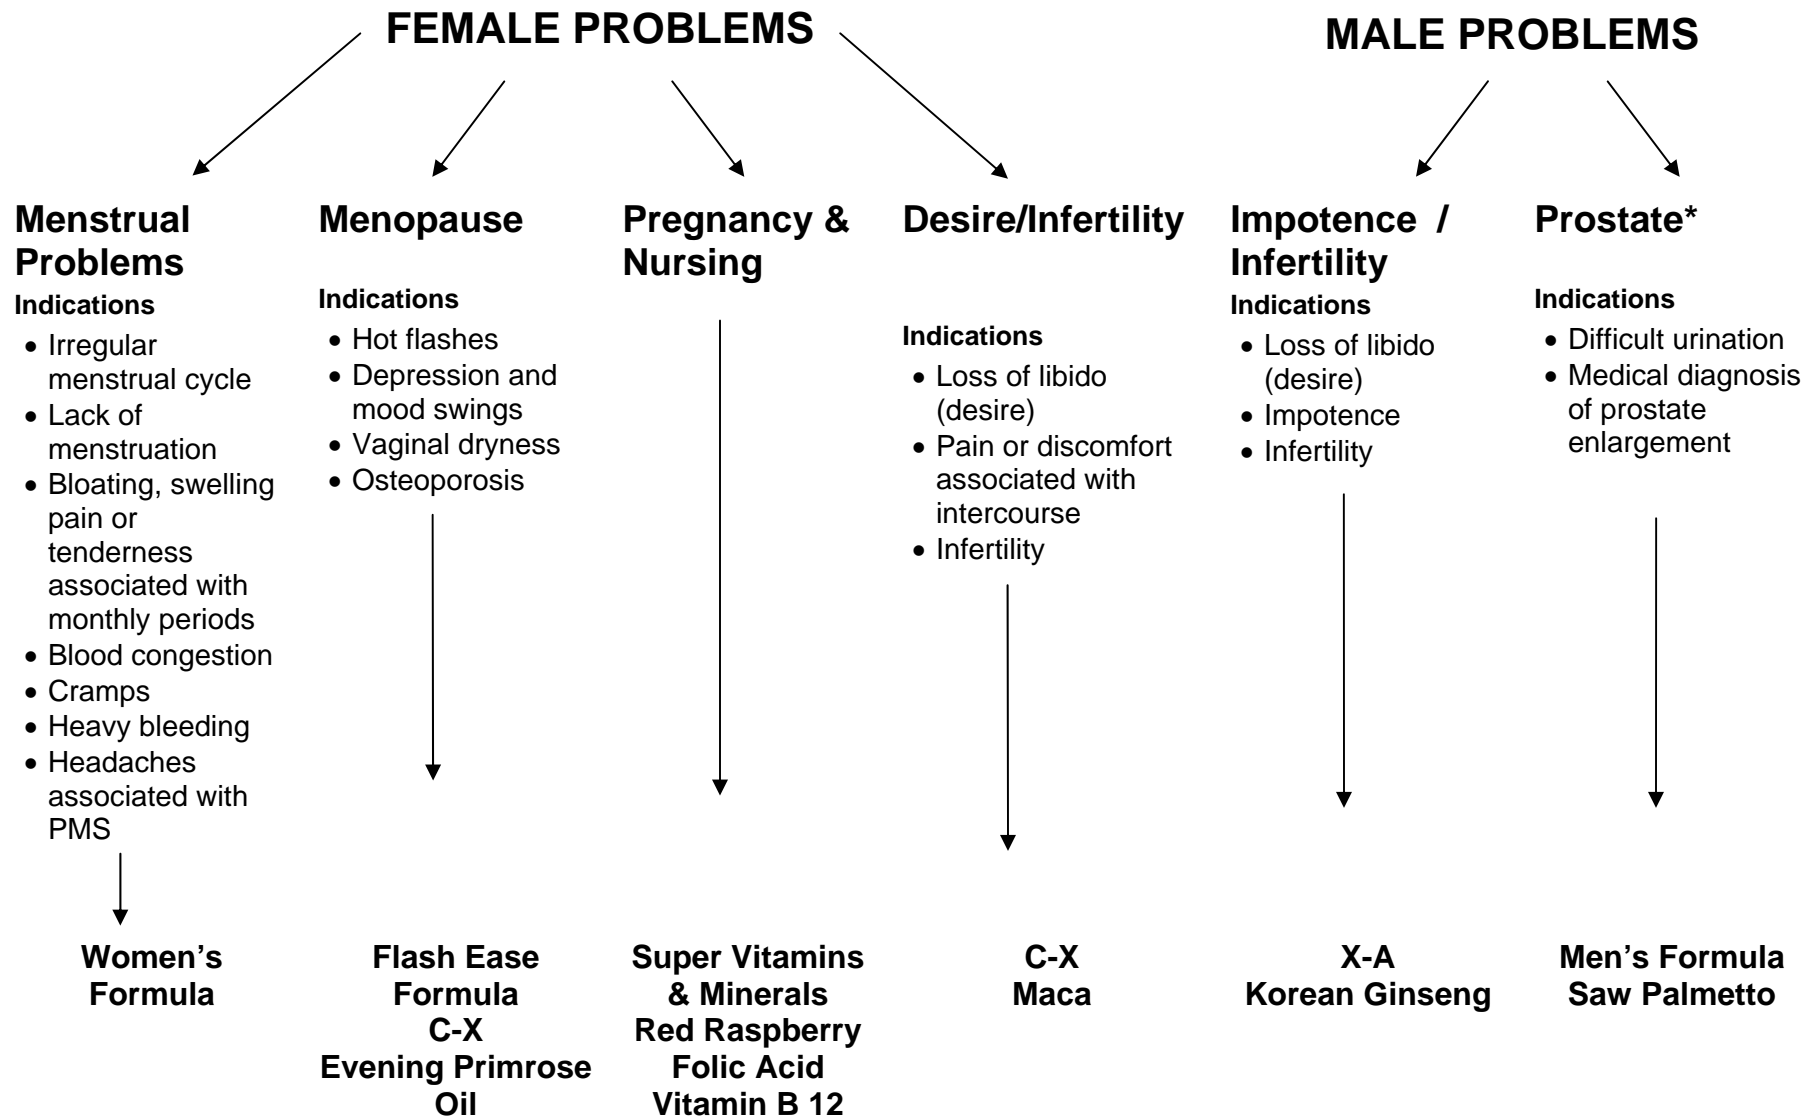 FEMALE PROBLEMS
MALE PROBLEMS
Menstrual
Problems
Indications
• Irregular
menstrual cycle
• Lack of
menstruation
• Bloating, swelling
pain or
tenderness
associated with
monthly periods
• Blood congestion
• Cramps
• Heavy bleeding
• Headaches
associated with
PMS
Women’s
Formula
Menopause
Indications
• Hot flashes
• Depression and
mood swings
• Vaginal dryness
• Osteoporosis
Flash Ease
Formula
C-X
Evening Primrose
Oil
Pregnancy &
Nursing
Super Vitamins
& Minerals
Red Raspberry
Folic Acid
Vitamin B 12
Desire/Infertility
Indications
• Loss of libido
(desire)
• Pain or discomfort
associated with
intercourse
• Infertility
C-X
Maca
Impotence /
Infertility
Indications
• Loss of libido
(desire)
• Impotence
• Infertility
X-A
Korean Ginseng
Prostate*
Indications
• Difficult urination
• Medical diagnosis
of prostate
enlargement
Men’s Formula
Saw Palmetto